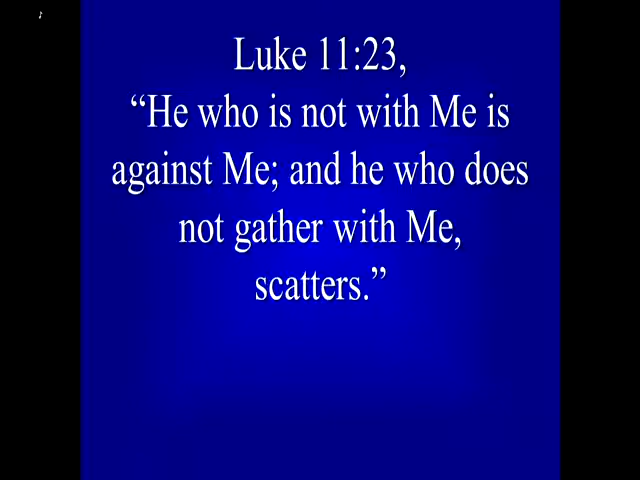 Luke 11:23,
“He who is not with Me is
against Me; and he who does
not gather with Me,
scatters.”